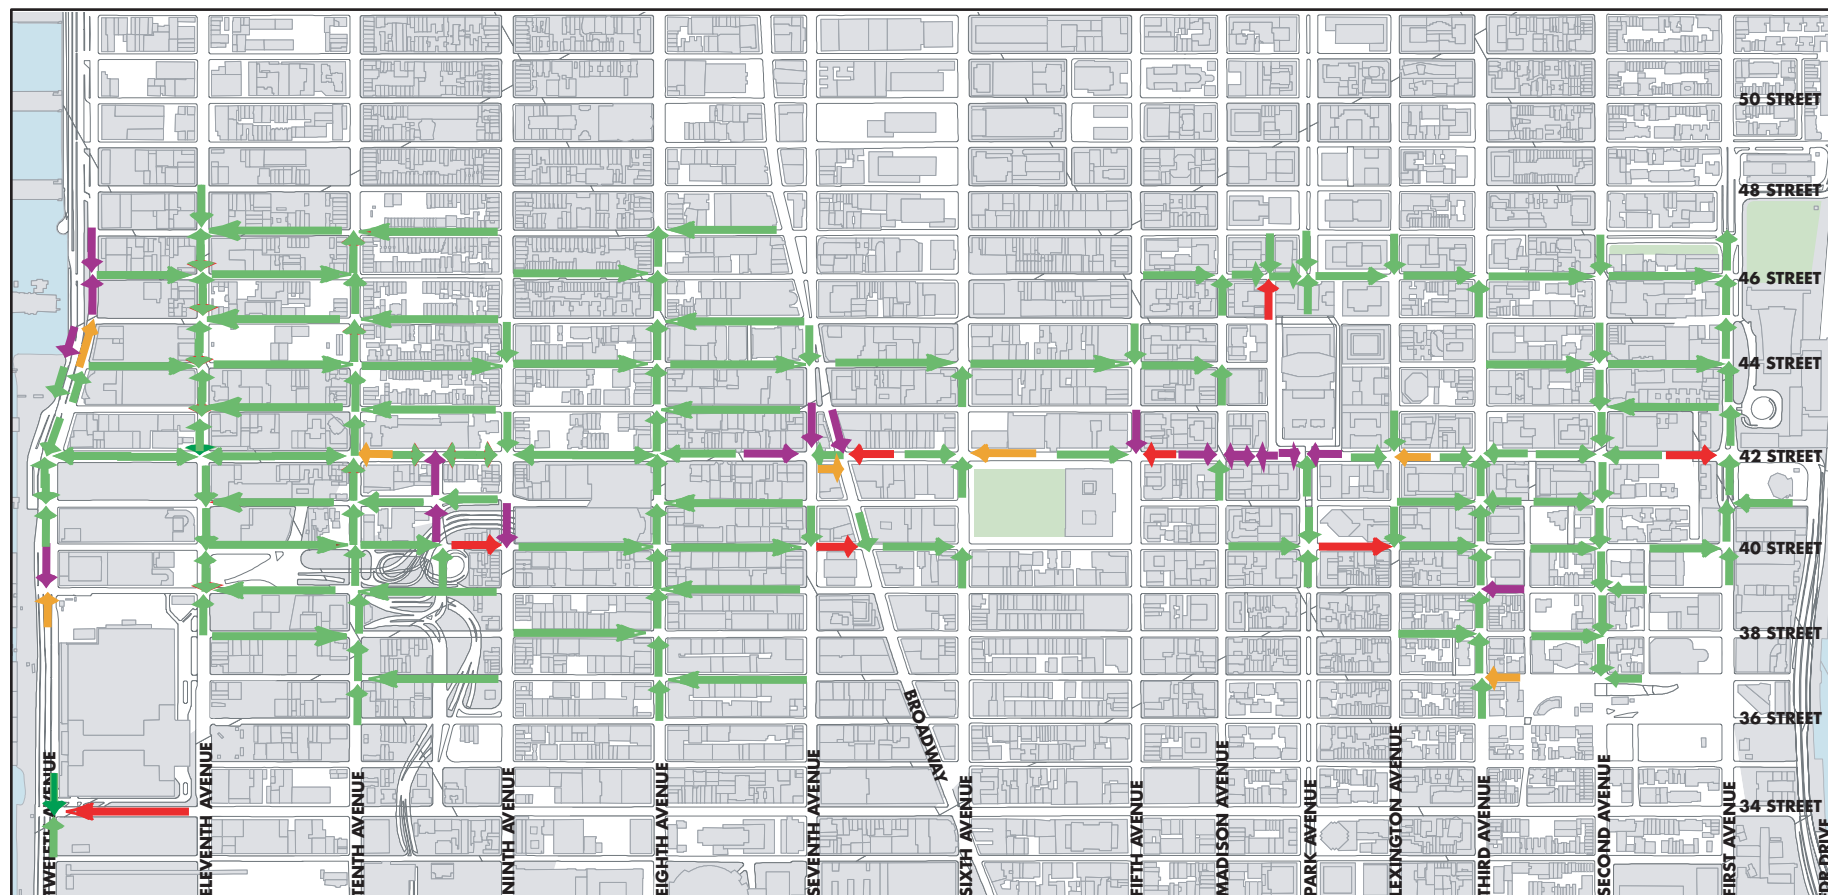 50 STREET
48 STREET
46 STREET
44 STREET
42 STREET
40 STREET
38 STREET
36 STREET
34 STREET
BROADWAY
TWELFTH AVENUE
ELEVENTH AVENUE
TENTH AVENUE
NINTH AVENUE
EIGHTH AVENUE
SEVENTH AVENUE
SIXTH AVENUE
FIFTH AVENUE
MADISON AVENUE
PARK AVENUE
LEXINGTON AVENUE
THIRD AVENUE
SECOND AVENUE
FIRST AVENUE
DRIVE